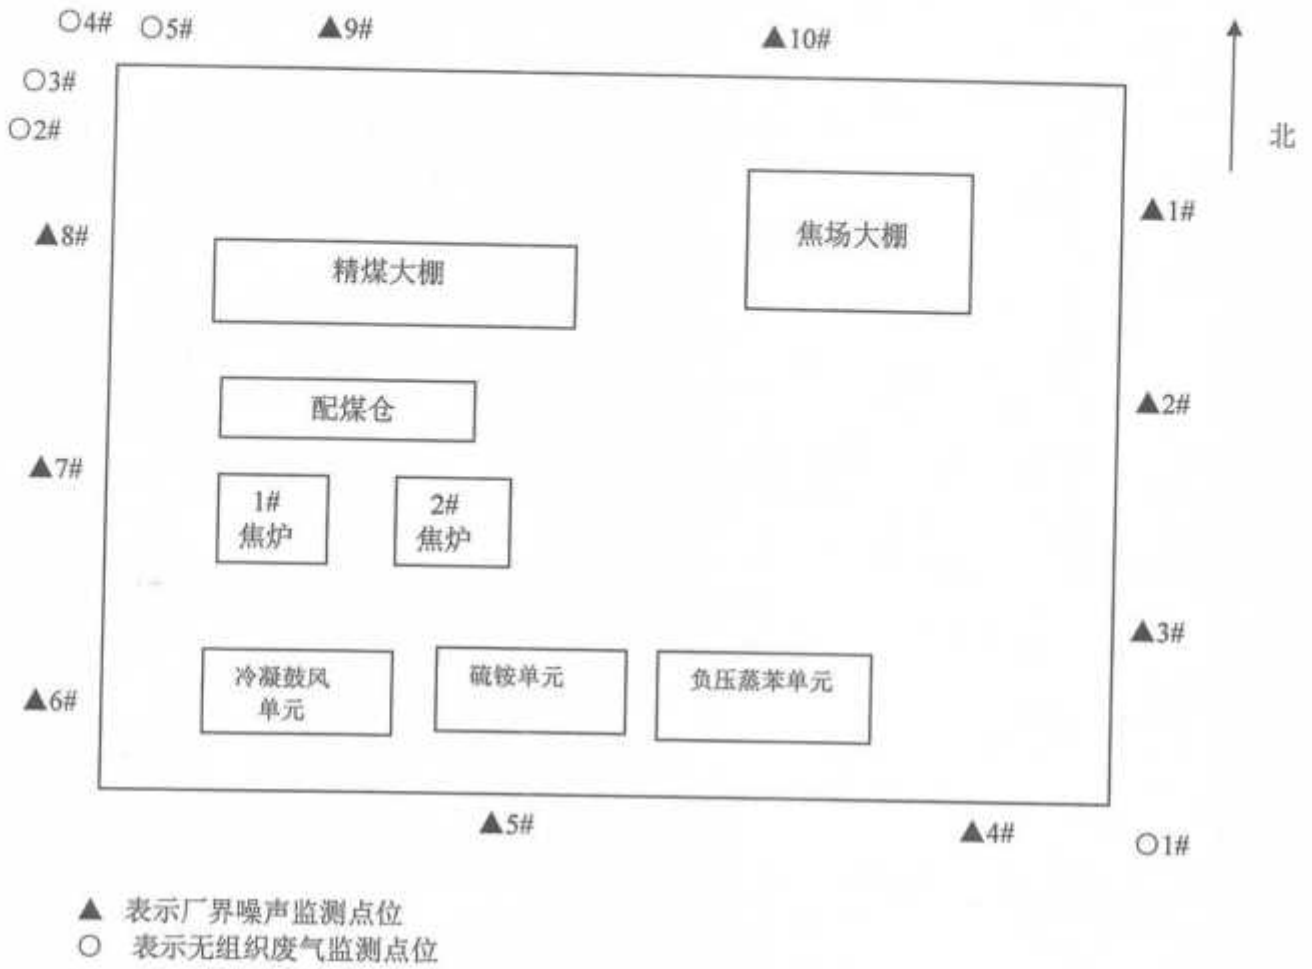 ○4# ○5# ▲9# ▲10#
○3#
○2#
北
▲1#
▲8#
焦场大棚
精煤大棚
▲2#
配煤仓
▲7#
1#
焦炉
2#
焦炉
▲3#
冷凝鼓风
单元
硫铵单元
负压蒸苯单元
▲6#
▲5#
▲4#
○1#
▲ 表示厂界噪声监测点位
○ 表示无组织废气监测点位